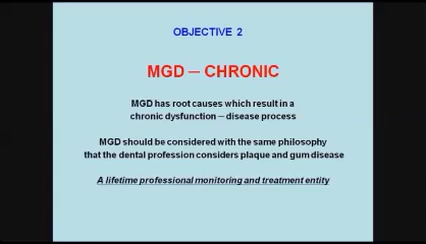 OBJECTIVE 2
MGD – CHRONIC
MGD has root causes which result in a
chronic dysfunction – disease process
MGD should be considered with the same philosophy
that the dental profession considers plaque and gum disease
A lifetime professional monitoring and treatment entity